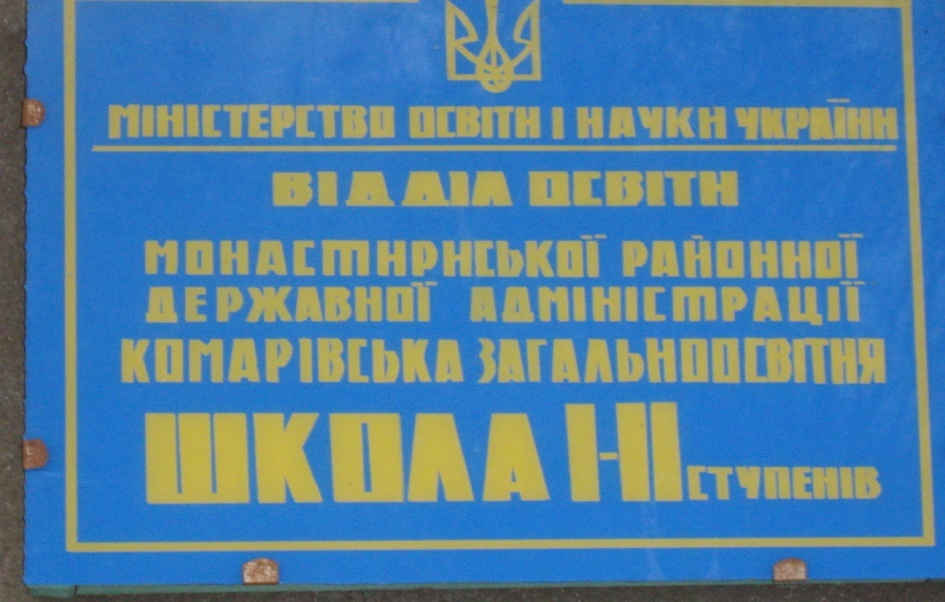 МІНІСТЕРСТВО ОСВІТИ І НАУКИ УКРАЇНИ
ВІДДІЛ ОСВІТИ
МОНАСТИРИСЬКОЇ РАЙОННОЇ
ДЕРЖАВНОЇ АДМІНІСТРАЦІЇ
КОМАРІВСЬКА ЗАГАЛЬНООСВІТНЯ
ШКОЛА І-ІІ СТУПЕНІВ